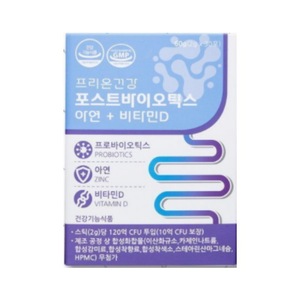 GMP
프리온건강
포스트바이오틱스
아연 + 비타민D
프로바이오틱스
PROBIOTICS
아연
ZINC
비타민D
VITAMIN D
건강기능식품
• 스틱(2g)당 120억 CFU 투입(10억 CFU 보장)
• 제조 공정 상 합성화합물(이산화규소,카제인나트륨,
합성감미료,합성착향료,합성착색소,스테아린산마그네슘,
HPMC) 무첨가